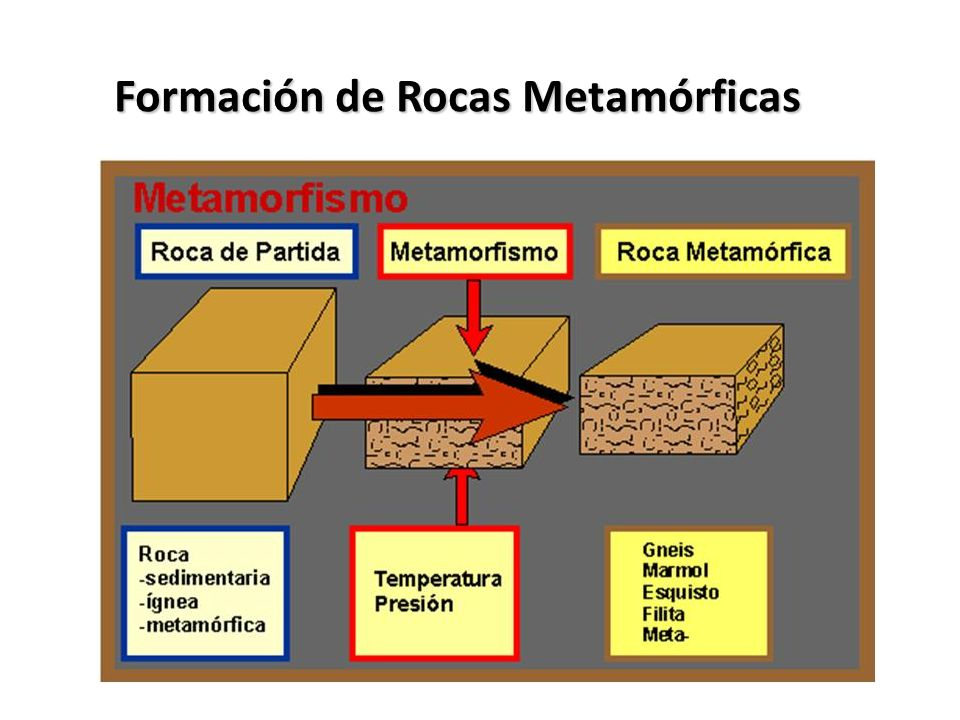 Formación de Rocas Metamórficas
Metamorfismo
Roca de Partida
Metamorfismo
Roca Metamórfica
Roca
-sedimentaria
-ígnea
-metamórfica
Temperatura
Presión
Gneis
Marmol
Esquisto
Filita
Meta-